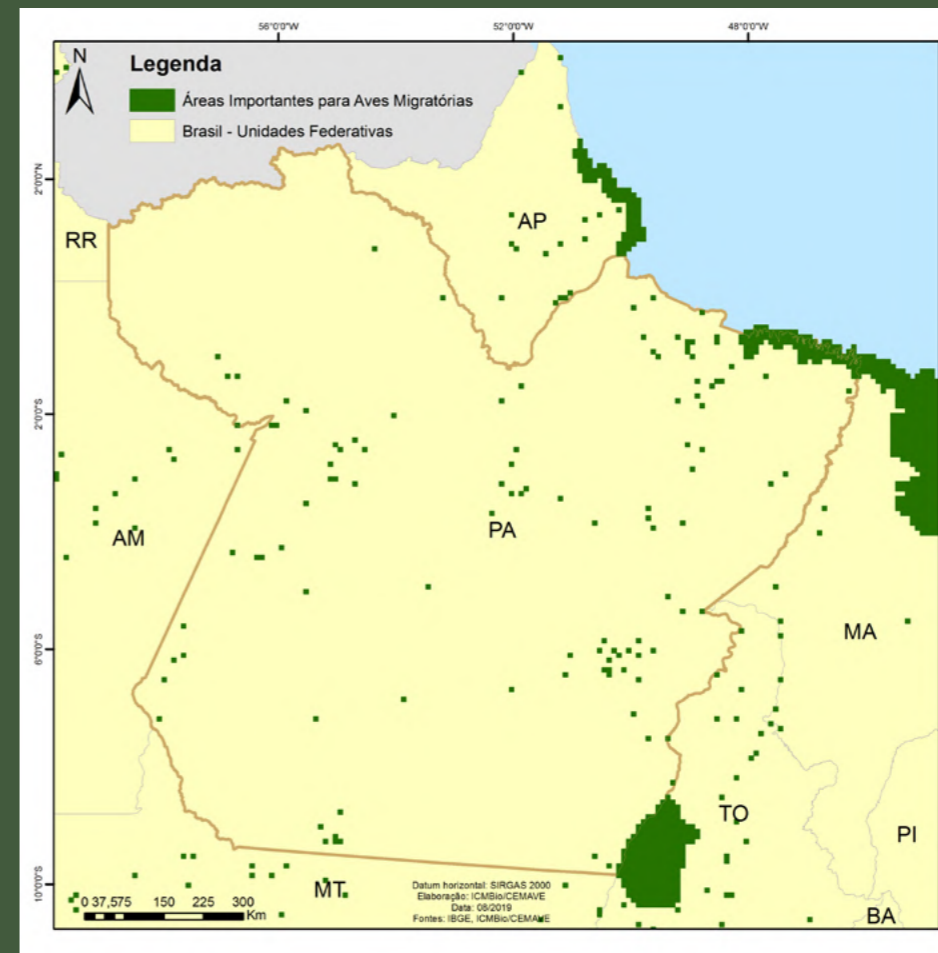 56°0'0"W
52°0'0"W
48°0'0"W
N
Legenda
Áreas Importantes para Aves Migratórias
Brasil - Unidades Federativas
2°0'0"N
RR
AP
2°0'0"S
AM
PA
MA
6°0'0"S
TO
PI
10°0'0"S
MT
BA
0 37,575 150 225 300
Km
Datum horizontal: SIRGAS 2000
Elaboração: ICMBio/CEMAVE
Data: 08/2019
Fontes: IBGE, ICMBio/CEMAVE